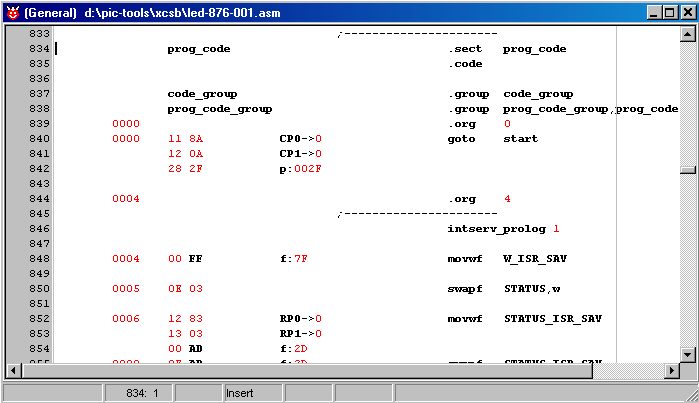 (General) d:\pic-tools\xcsb\led-876-001.asm
833 ;----------------------
834 prog_code .sect prog_code
835 .code
836
837 code_group .group code_group
838 prog_code_group .group prog_code_group,prog_code
839 0000 .org 0
840 0000 11 8A CP0->0 goto start
841 12 0A CP1->0
842 28 2F p:002F
843
844 0004 .org 4
845 ;----------------------
846 intserv_prolog 1
847
848 0004 00 FF f:7F movwf W_ISR_SAV
849
850 0005 0E 03 swapf STATUS,w
851
852 0006 12 83 RP0->0 movwf STATUS_ISR_SAV
853 13 03 RP1->0
854 00 AD f:2D
834: 1 Insert